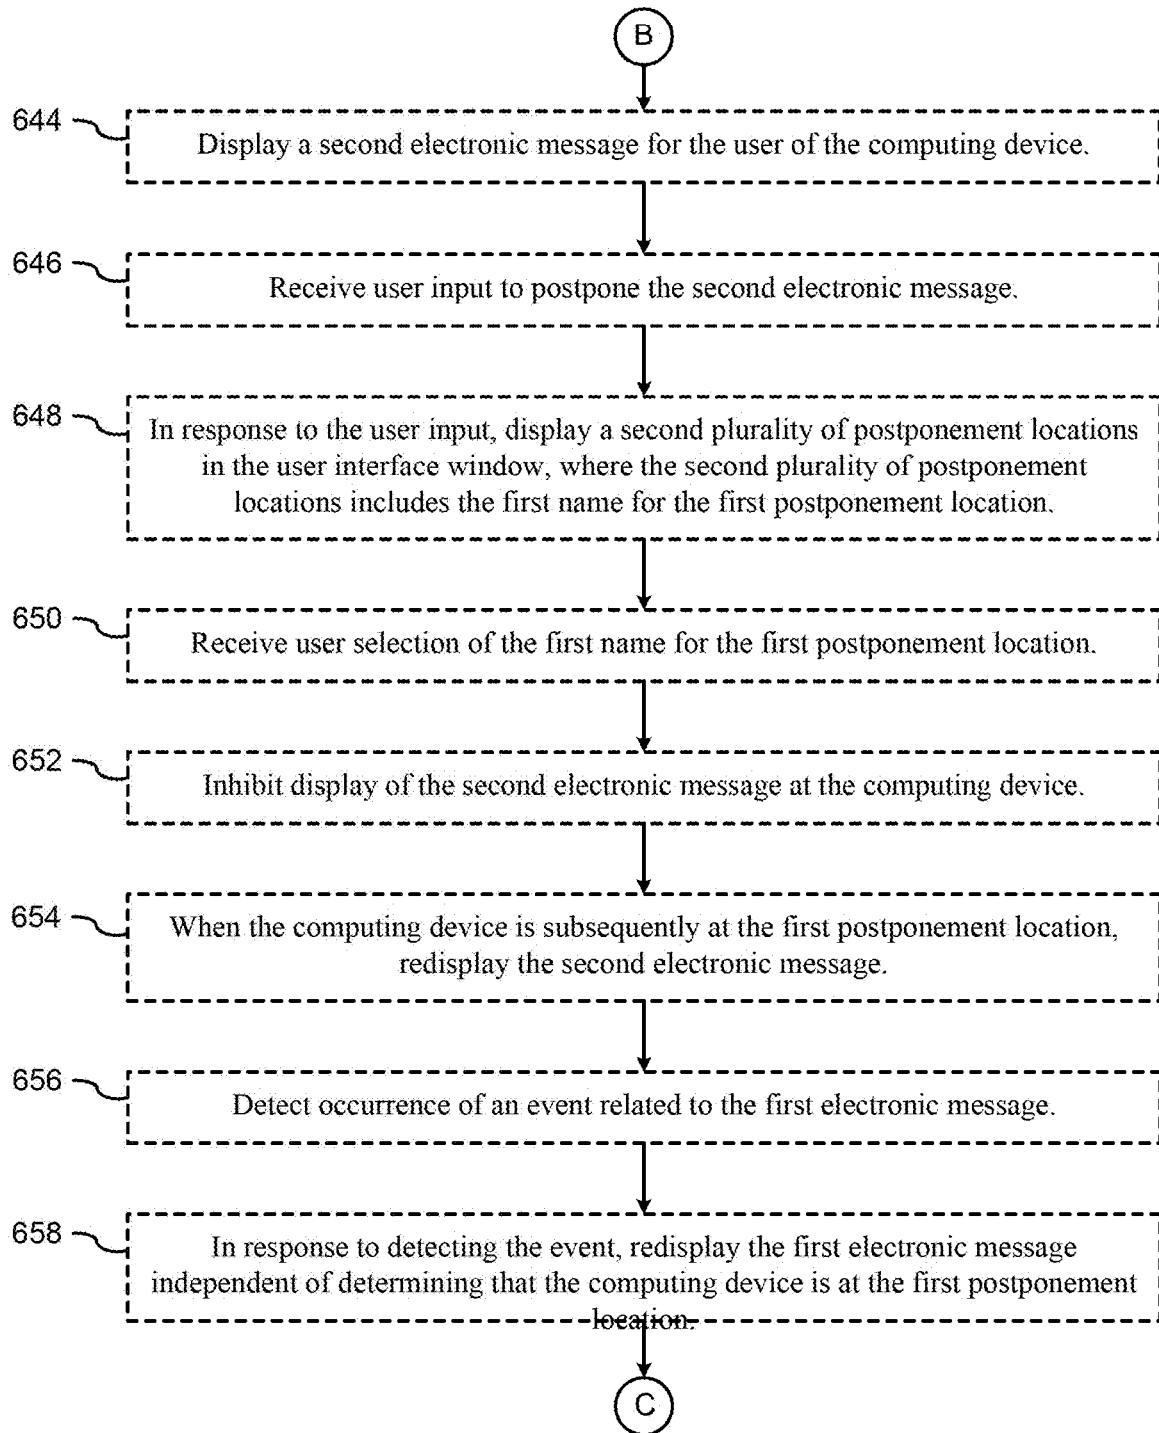 B
644
Display a second electronic message for the user of the computing device.
646
Receive user input to postpone the second electronic message.
648
In response to the user input, display a second plurality of postponement locations
in the user interface window, where the second plurality of postponement
locations includes the first name for the first postponement location.
650
Receive user selection of the first name for the first postponement location.
652
Inhibit display of the second electronic message at the computing device.
654
When the computing device is subsequently at the first postponement location,
redisplay the second electronic message.
656
Detect occurrence of an event related to the first electronic message.
658
In response to detecting the event, redisplay the first electronic message
independent of determining that the computing device is at the first postponement
location.
C